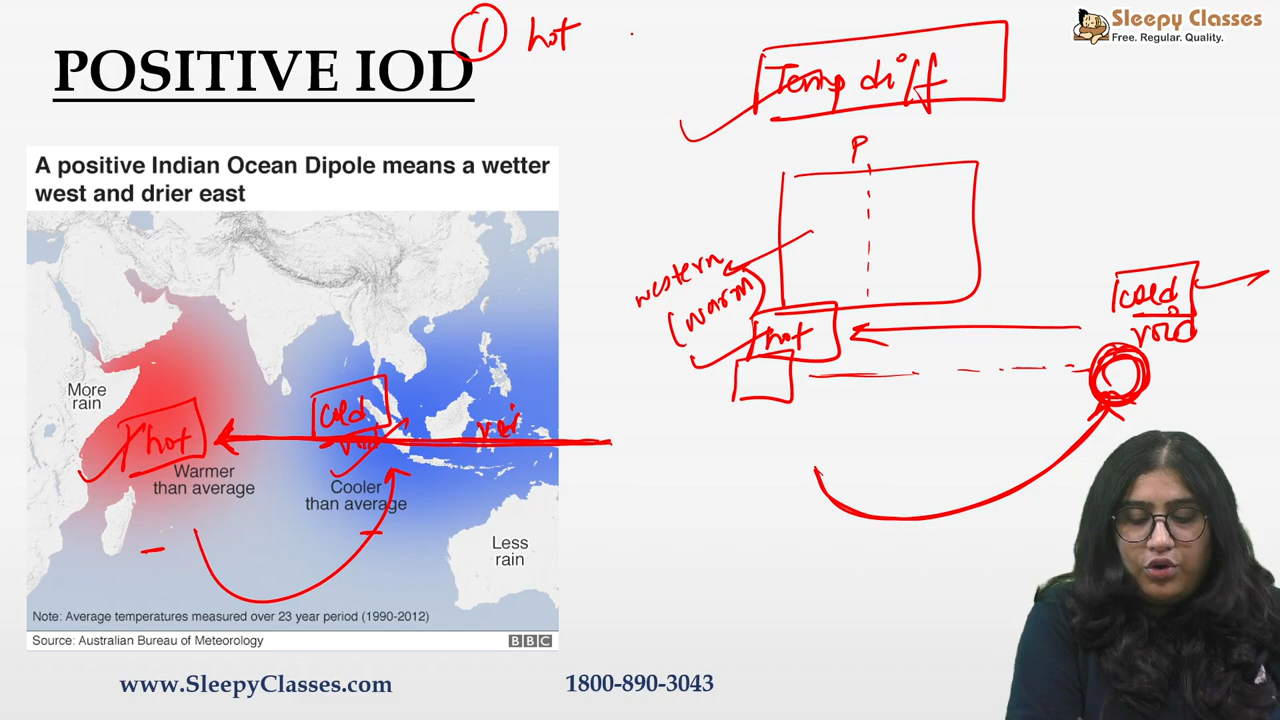 POSITIVE IOD
1 hot
Sleepy Classes
Free. Regular. Quality.
Temp diff
A positive Indian Ocean Dipole means a wetter
west and drier east
P
western
(warm
hot
cold
void
More
rain
hot
cold
void
Warmer
than average
Cooler
than average
Less
rain
Note: Average temperatures measured over 23 year period (1990-2012)
Source: Australian Bureau of Meteorology
BBC
www.SleepyClasses.com
1800-890-3043